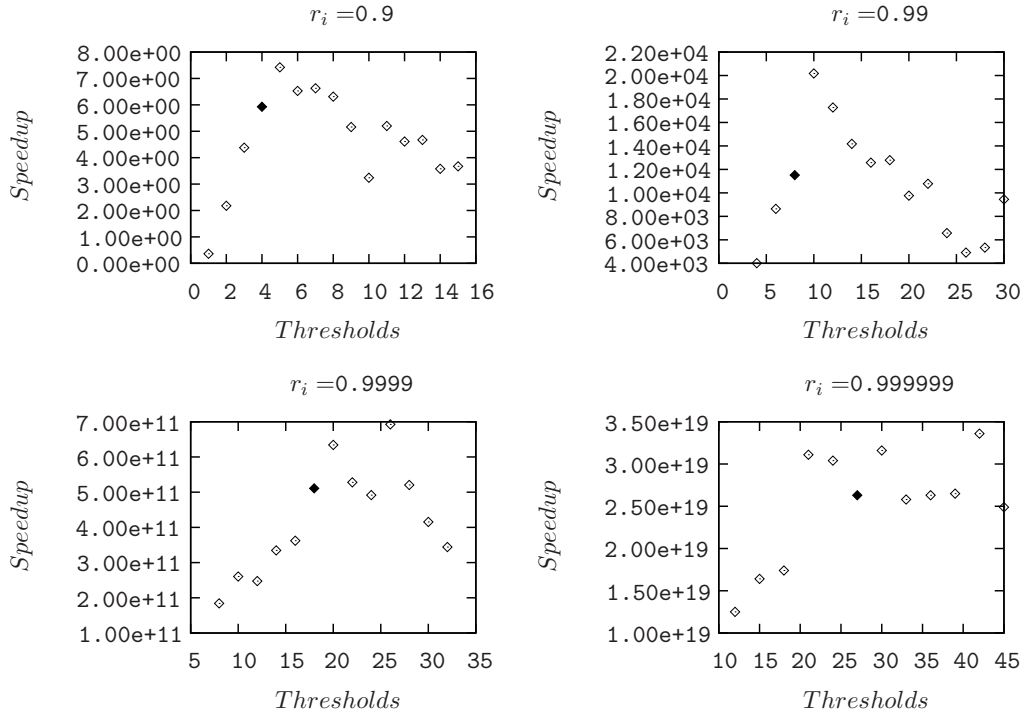 r_i =0.9
8.00e+00
7.00e+00
6.00e+00
5.00e+00
4.00e+00
3.00e+00
2.00e+00
1.00e+00
0.00e+00
Speedup
0 2 4 6 8 10 12 14 16
Thresholds
r_i =0.99
2.20e+04
2.00e+04
1.80e+04
1.60e+04
1.40e+04
1.20e+04
1.00e+04
8.00e+03
6.00e+03
4.00e+03
Speedup
0 5 10 15 20 25 30
Thresholds
r_i =0.9999
7.00e+11
6.00e+11
5.00e+11
4.00e+11
3.00e+11
2.00e+11
1.00e+11
Speedup
5 10 15 20 25 30 35
Thresholds
r_i =0.999999
3.50e+19
3.00e+19
2.50e+19
2.00e+19
1.50e+19
1.00e+19
Speedup
10 15 20 25 30 35 40 45
Thresholds